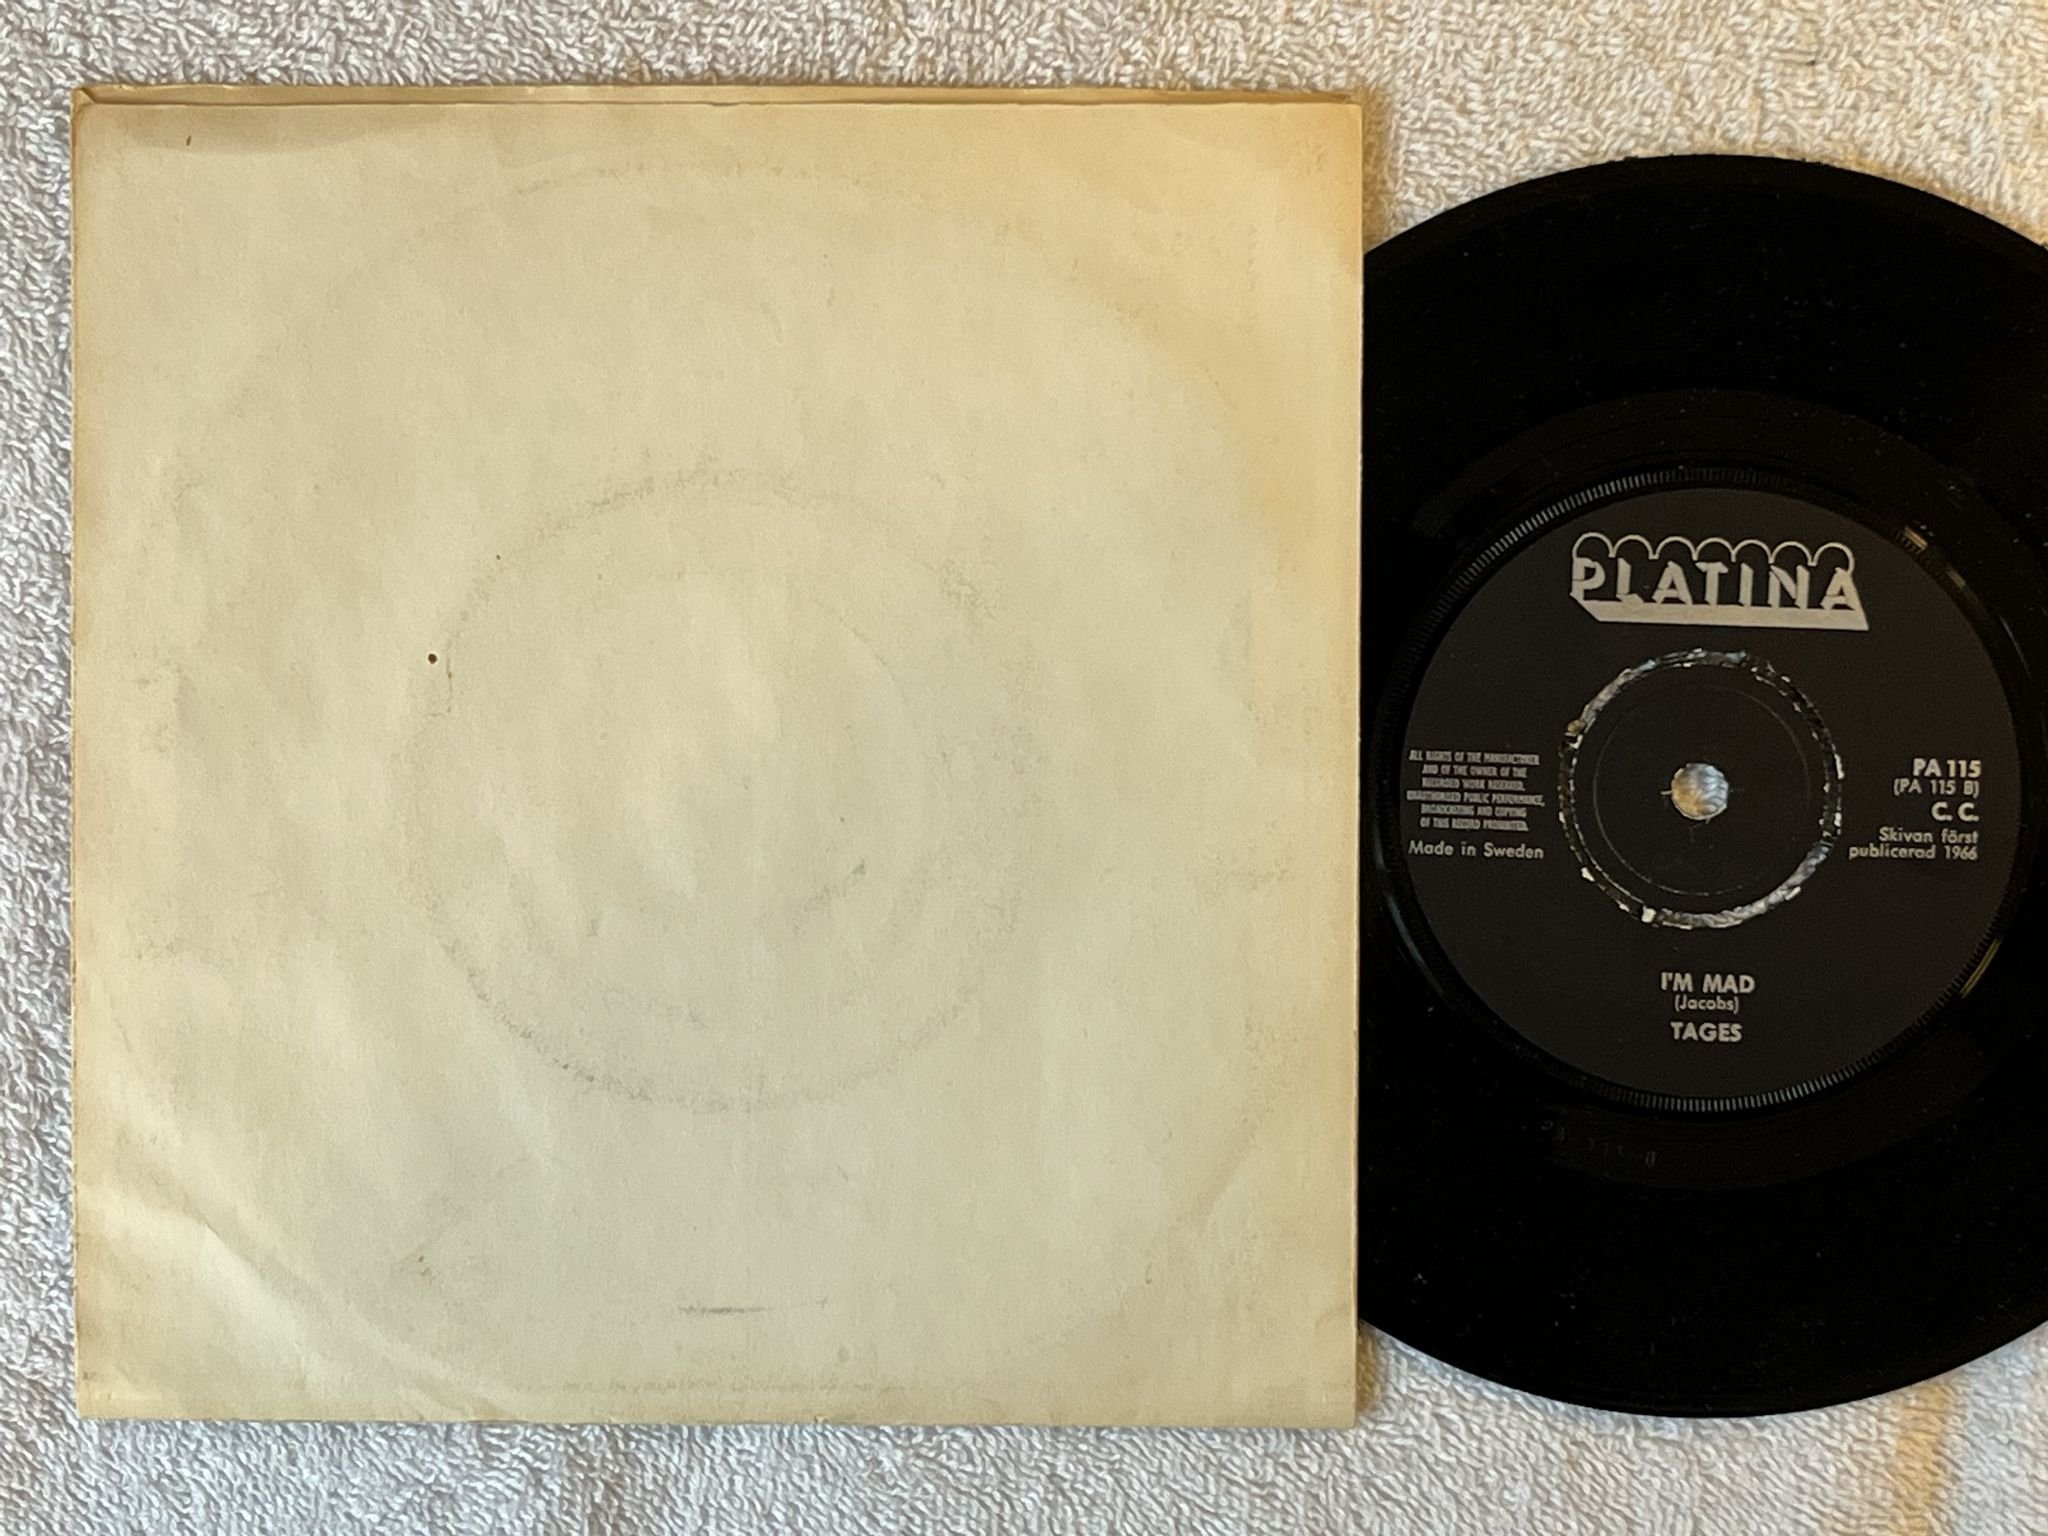 PLATINA
ALL RIGHTS OF THE MANUFACTURER
AND OF THE OWNER OF THE
RECORDED WORK RESERVED.
UNAUTHORISED PUBLIC PERFORMANCE,
BROADCASTING AND COPYING
OF THIS RECORD PROHIBITED.
Made in Sweden
PA 115
(PA 115 B)
C. C.
Skivan först
publicerad 1966
I'M MAD
(Jacobs)
TAGES